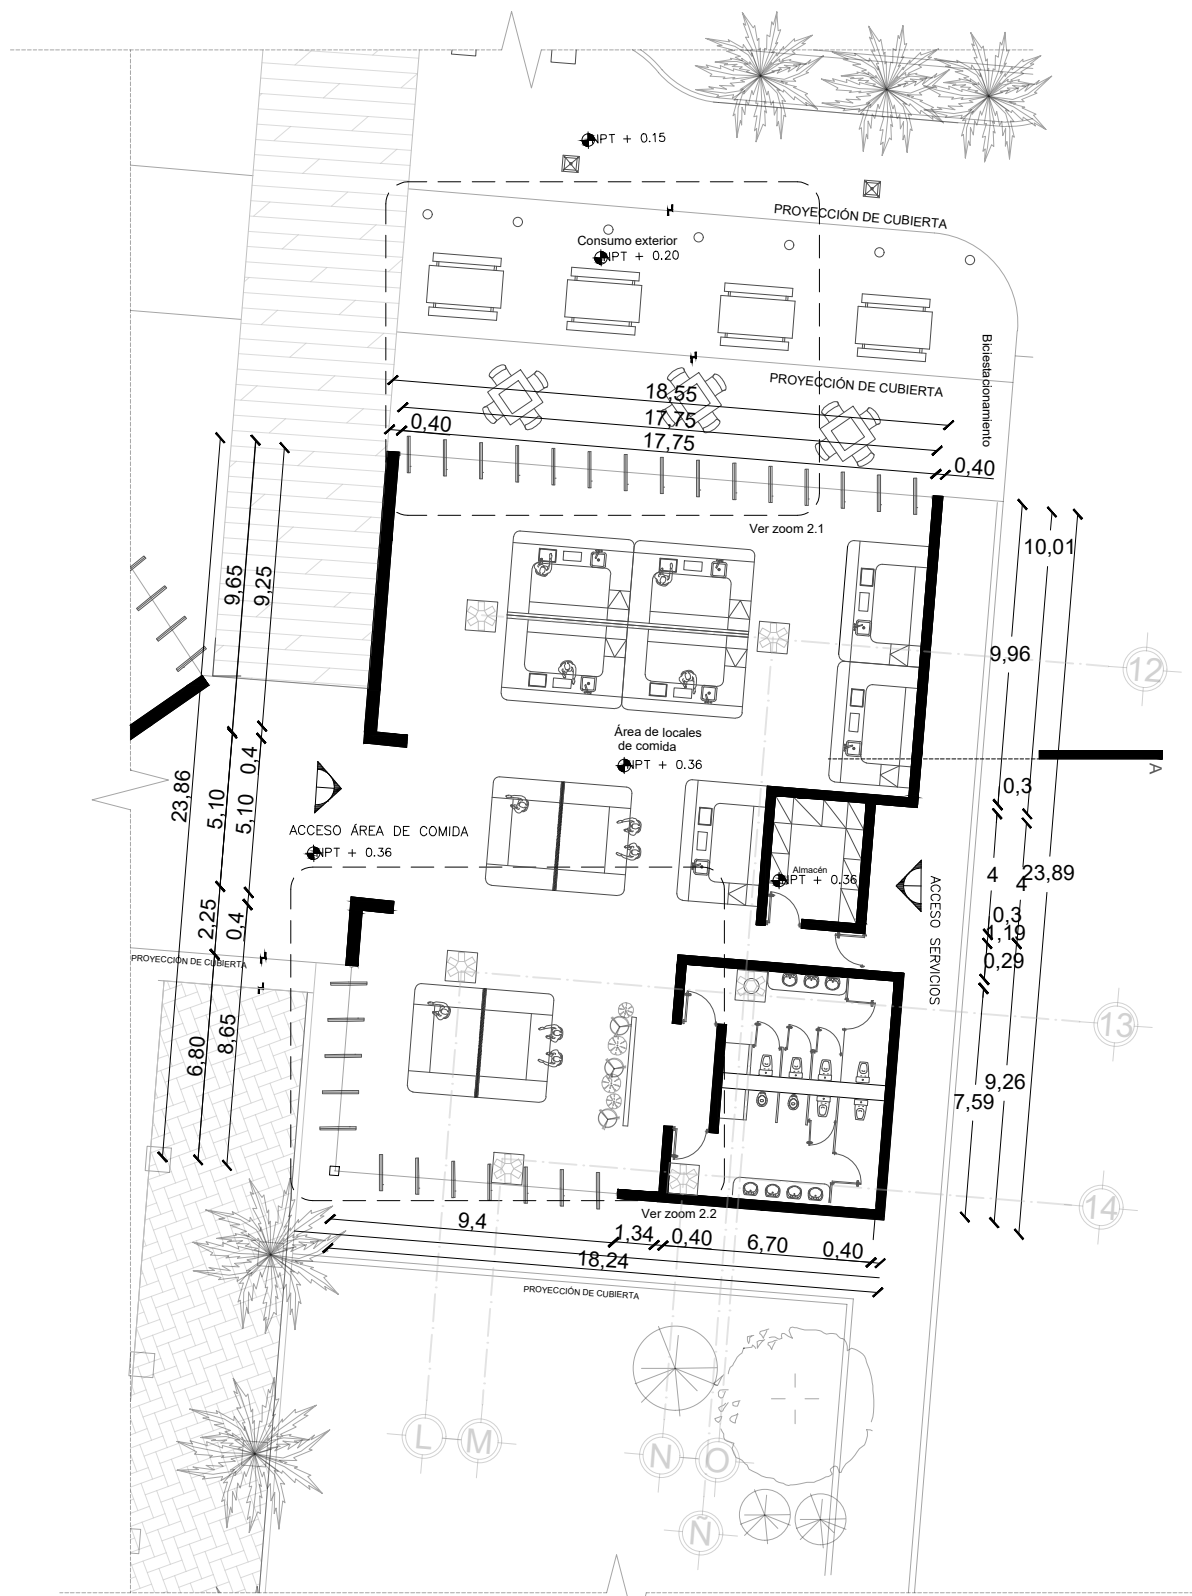 NPT + 0.15
PROYECCIÓN DE CUBIERTA
Consumo exterior
NPT + 0.20
Biciestacionamiento
PROYECCIÓN DE CUBIERTA
18,55
17,75
0,40
17,75
0,40
Ver zoom 2.1
10,01
9,65
9,25
9,96
12
Área de locales
de comida
NPT + 0.36
A
23,86
5,10
5,10
0,4
0,3
ACCESO ÁREA DE COMIDA
NPT + 0.36
Almacén
NPT + 0.36
ACCESO SERVICIOS
4
4
23,89
2,25
0,4
0,3
1,19
0,29
PROYECCIÓN DE CUBIERTA
13
6,80
8,65
9,26
7,59
14
Ver zoom 2.2
9,4
1,34
0,40
6,70
0,40
18,24
PROYECCIÓN DE CUBIERTA
L
M
N
O
Ñ